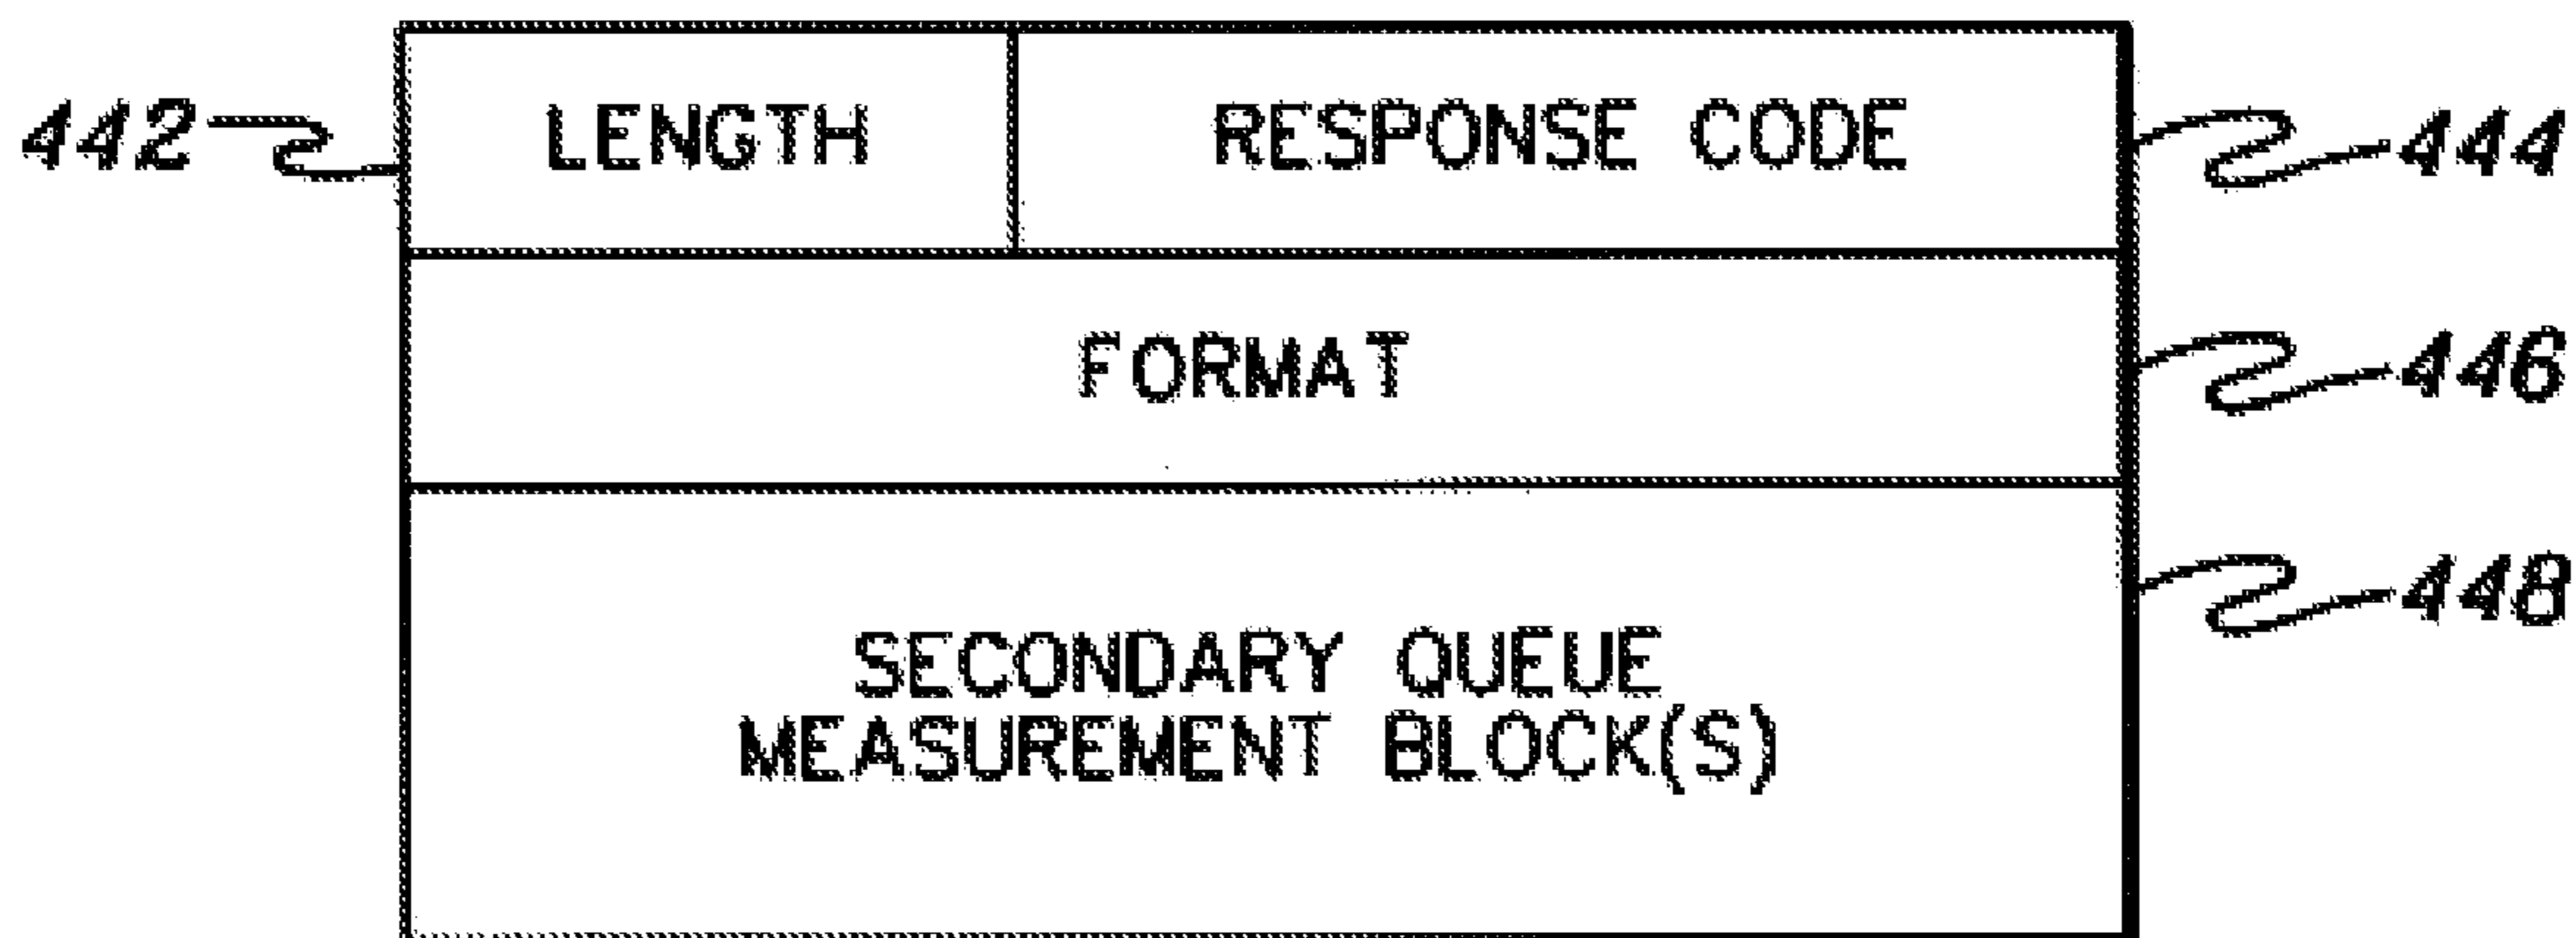 442 LENGTH RESPONSE CODE 444
FORMAT 446
448
SECONDARY QUEUE
MEASUREMENT BLOCK(S)